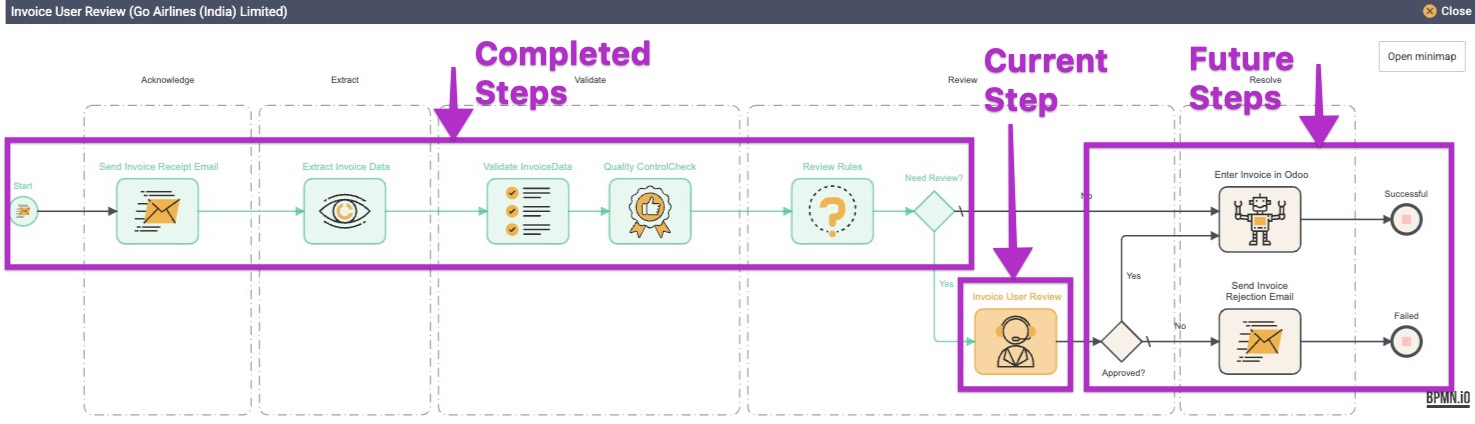 Invoice User Review (Go Airlines (India) Limited)
Close
Completed
Steps
Current
Step
Future
Steps
Open minimap
Acknowledge
Extract
Validate
Review
Resolve
Start
Send Invoice Receipt Email
Extract Invoice Data
Validate InvoiceData
Quality ControlCheck
Review Rules
Need Review?
No
Enter Invoice in Odoo
Successful
Yes
Invoice User Review
Yes
Approved?
No
Send Invoice
Rejection Email
Failed
BPMN.iO